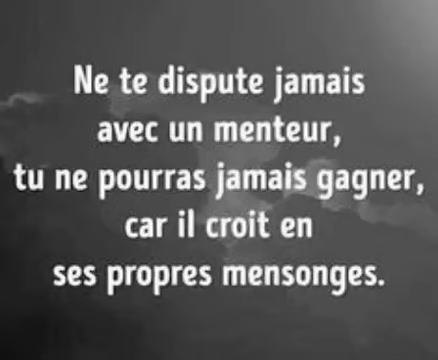 Ne te dispute jamais
avec un menteur,
tu ne pourras jamais gagner,
car il croit en
ses propres mensonges.